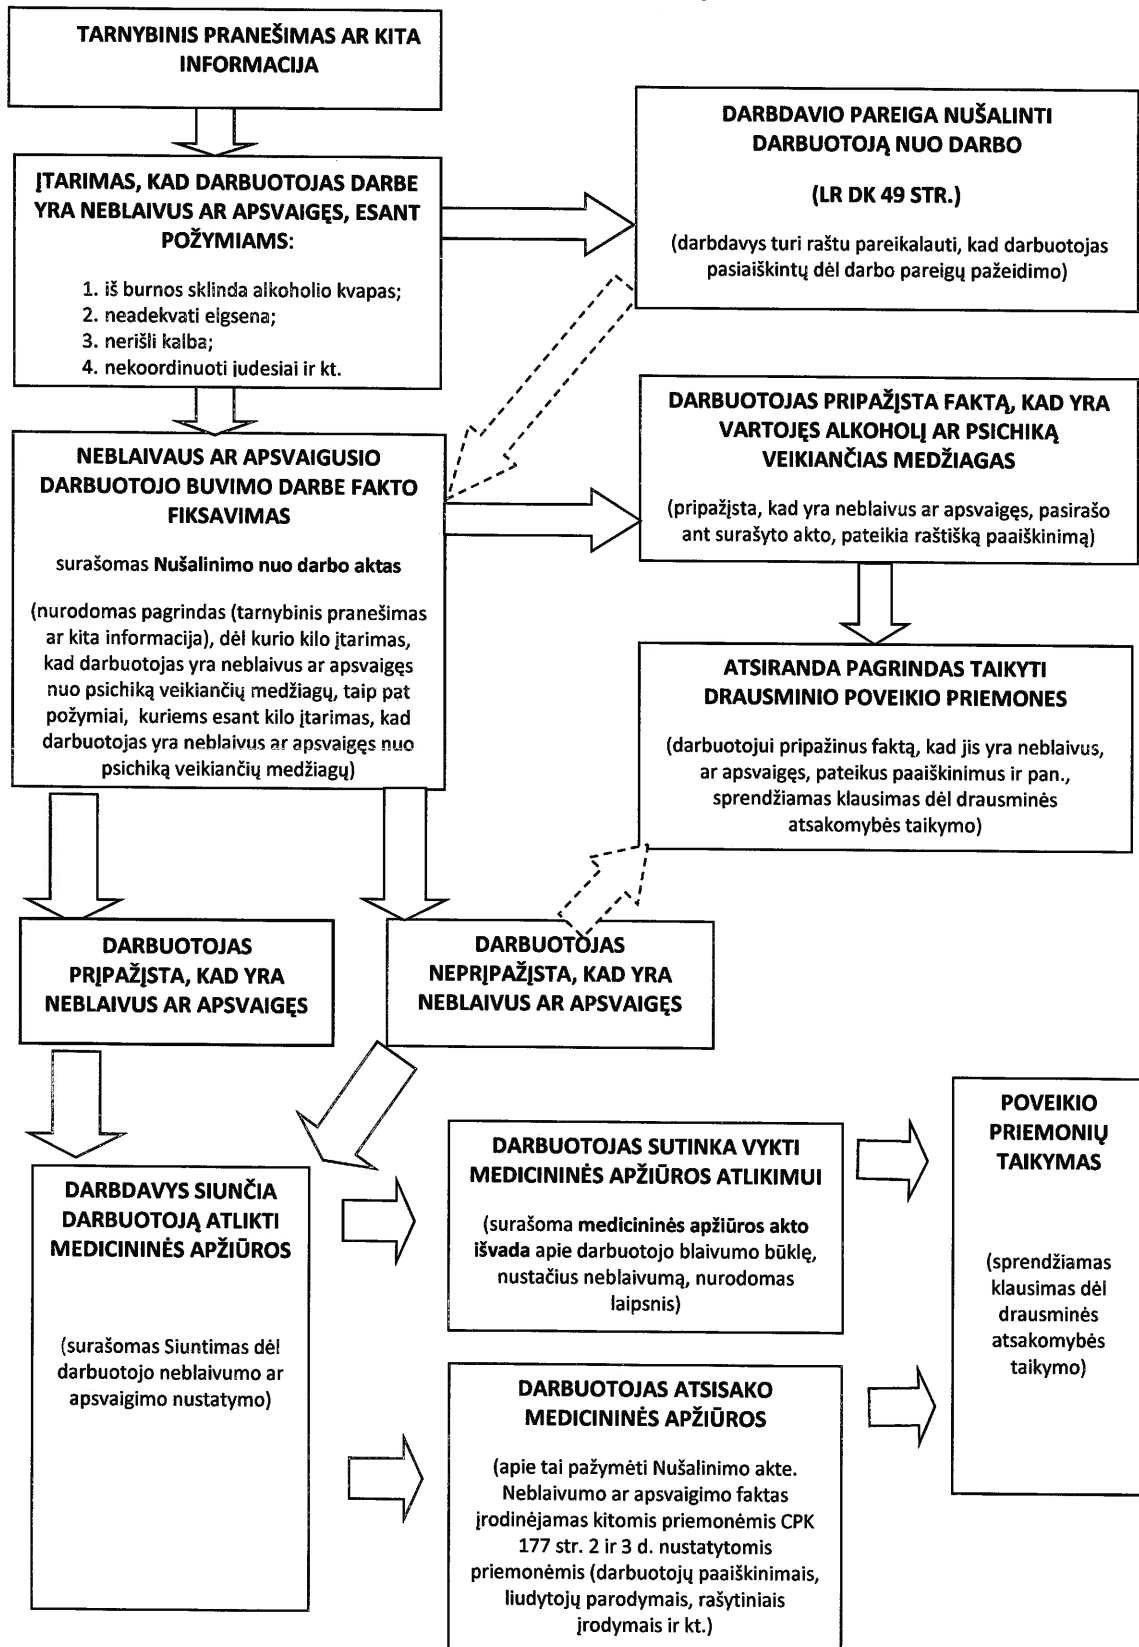 TARNYBINIS PRANEŠIMAS AR KITA
INFORMACIJA
DARBDAVIO PAREIGA NUŠALINTI
DARBUOTOJĄ NUO DARBO
(LR DK 49 STR.)
(darbdavys turi raštu pareikalauti, kad darbuotojas
pasiaiškintų dėl darbo pareigų pažeidimo)
ĮTARIMAS, KAD DARBUOTOJAS DARBE
YRA NEBLAIVUS AR APSVAIGĘS, ESANT
POŽYMIAMS:
1. iš burnos sklinda alkoholio kvapas;
2. neadekvati eigsena;
3. nerišli kalba;
4. nekoordinuoti judesiai ir kt.
DARBUOTOJAS PRIPAŽĮSTA FAKTĄ, KAD YRA
VARTOJĘS ALKOHOLĮ AR PSICHIKĄ
VEIKIANČIAS MEDŽIAGAS
(pripažįsta, kad yra neblaivus ar apsvaigęs, pasirašo
ant surašyto akto, pateikia raštišką paaiškinimą)
NEBLAIVAUS AR APSVAIGUSIO
DARBUOTOJO BUVIMO DARBE FAKTO
FIKSAVIMAS
surašomas Nušalinimo nuo darbo aktas
(nurodomas pagrindas (tarnybinis pranešimas
ar kita informacija), dėl kurio kilo įtarimas,
kad darbuotojas yra neblaivus ar apsvaigęs
nuo psichiką veikiančių medžiagų, taip pat
požymiai, kuriems esant kilo įtarimas, kad
darbuotojas yra neblaivus ar apsvaigęs nuo
psichiką veikiančių medžiagų)
ATSIRANDA PAGRINDAS TAIKYTI
DRAUSMINIO POVEIKIO PRIEMONES
(darbuotojui pripažinus faktą, kad jis yra neblaivus,
ar apsvaigęs, pateikus paaiškinimus ir pan.,
sprendžiamas klausimas dėl drausminės
atsakomybės taikymo)
DARBUOTOJAS
PRĮPAŽĮSTA, KAD YRA
NEBLAIVUS AR APSVAIGĘS
DARBUOTOJAS
NEPRĮPAŽĮSTA, KAD YRA
NEBLAIVUS AR APSVAIGĘS
DARBDAVYS SIUNČIA
DARBUOTOJĄ ATLIKTI
MEDICININĖS APŽIŪROS
(surašomas Siuntimas dėl
darbuotojo neblaivumo ar
apsvaigimo nustatymo)
DARBUOTOJAS SUTINKA VYKTI
MEDICININĖS APŽIŪROS ATLIKIMUI
(surašoma medicininės apžiūros akto
išvada apie darbuotojo blaivumo būklę,
nustačius neblaivumą, nurodomas
laipsnis)
DARBUOTOJAS ATSISAKO
MEDICININĖS APŽIŪROS
(apie tai pažymėti Nušalinimo akte.
Neblaivumo ar apsvaigimo faktas
įrodinėjamas kitomis priemonėmis CPK
177 str. 2 ir 3 d. nustatytomis
priemonėmis (darbuotojų paaiškinimais,
liudytojų parodymais, rašytiniais
įrodymais ir kt.)
POVEIKIO
PRIEMONIŲ
TAIKYMAS
(sprendžiamas
klausimas dėl
drausminės
atsakomybės
taikymo)